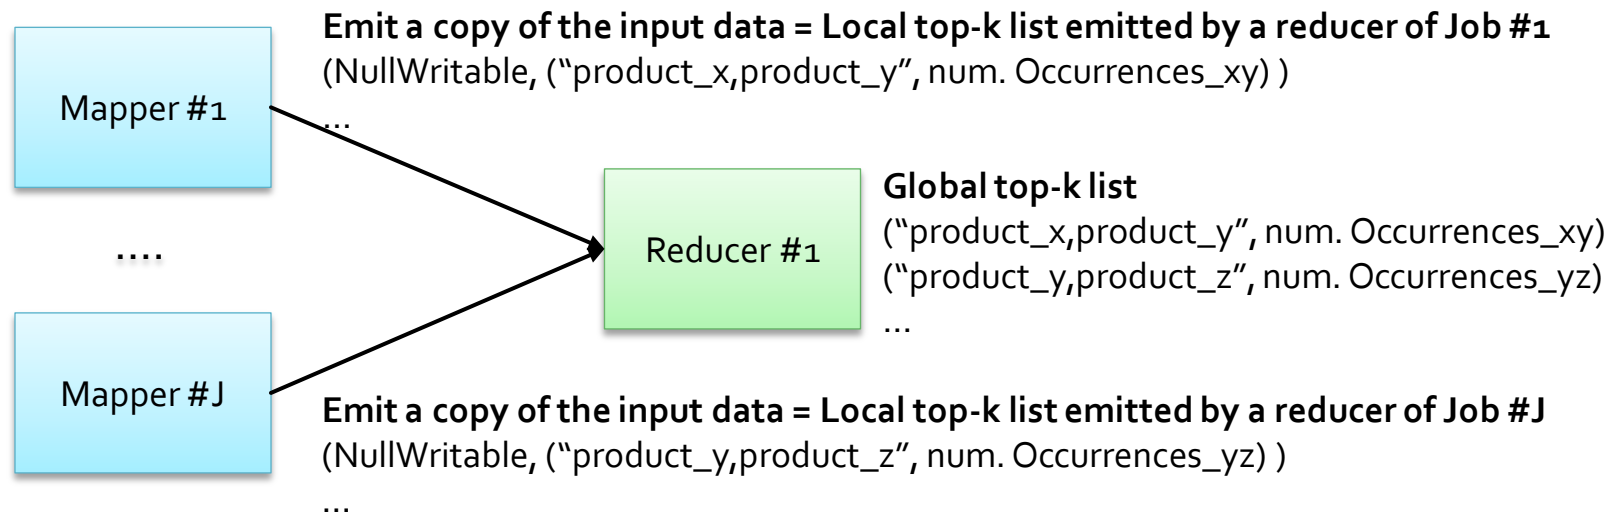 Emit a copy of the input data = Local top-k list emitted by a reducer of Job #1
(NullWritable, (“product_x,product_y”, num. Occurrences_xy) )
...
Mapper #1
....
Mapper #J
Reducer #1
Global top-k list
(“product_x,product_y”, num. Occurrences_xy)
(“product_y,product_z”, num. Occurrences_yz)
...
Emit a copy of the input data = Local top-k list emitted by a reducer of Job #J
(NullWritable, (“product_y,product_z”, num. Occurrences_yz) )
...